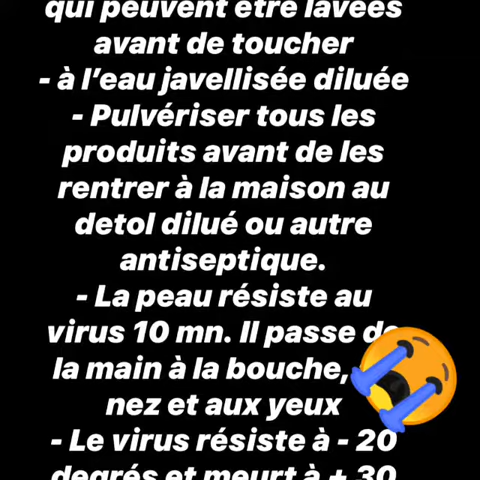 qui peuvent être lavées
avant de toucher
- à l’eau javellisée diluée
- Pulvériser tous les
produits avant de les
rentrer à la maison au
detol dilué ou autre
antiseptique.
- La peau résiste au
virus 10 mn. Il passe de
la main à la bouche,
nez et aux yeux
- Le virus résiste à - 20
degrés et meurt à + 30